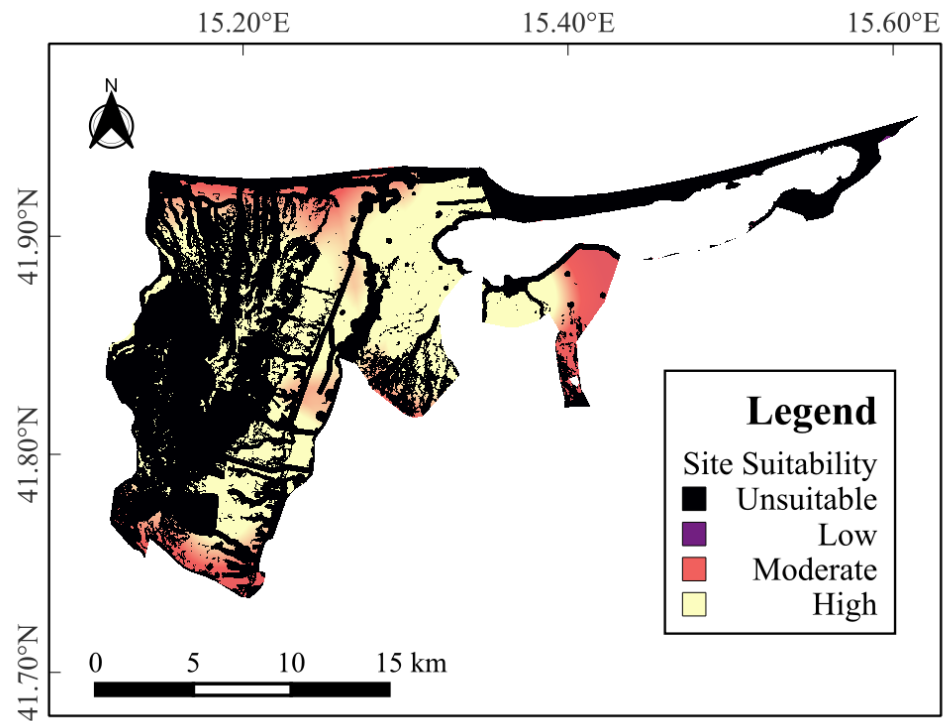 15.20°E 15.40°E 15.60°E
N
41.90°N
41.80°N
41.70°N
Legend
Site Suitability
Unsuitable
Low
Moderate
High
0 5 10 15 km